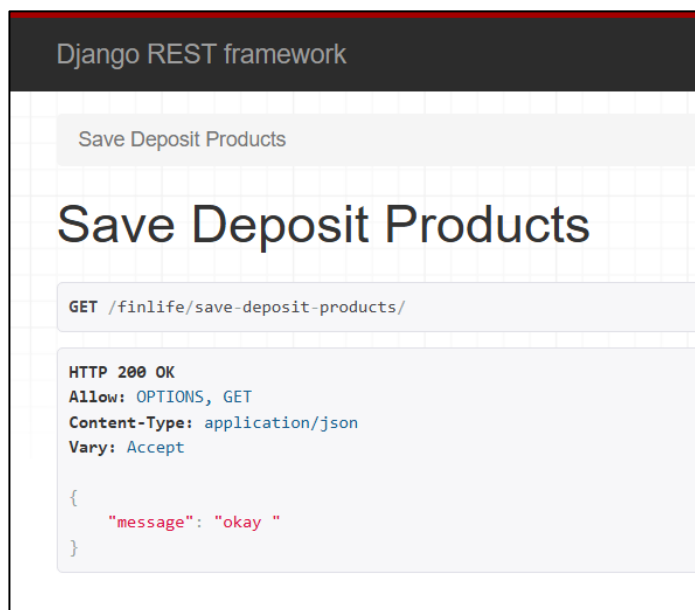 Django REST framework
Save Deposit Products
Save Deposit Products
GET /finlife/save-deposit-products/
HTTP 200 OK
Allow: OPTIONS, GET
Content-Type: application/json
Vary: Accept
{
"message": "okay "
}